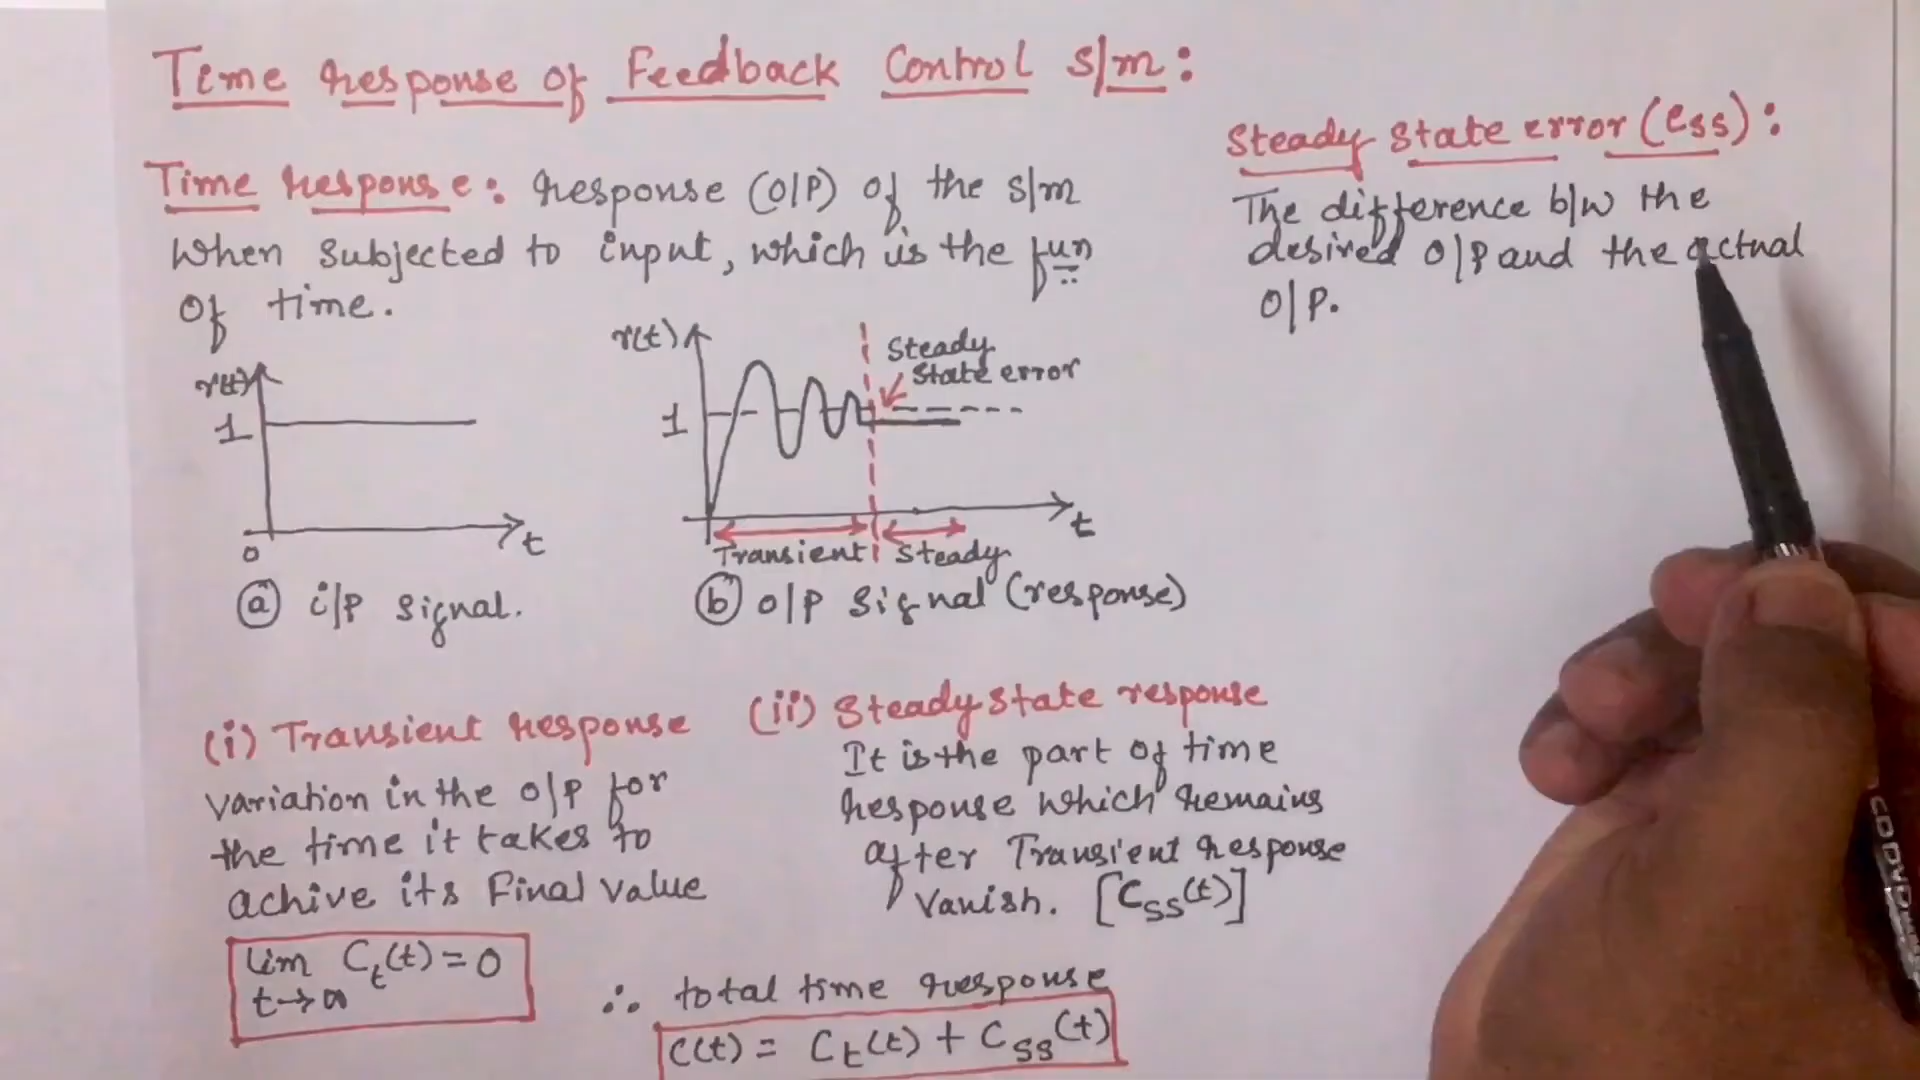 Time Response of Feedback Control S/m:
Time Response: Response (O/P) of the S/m
When Subjected to input, which is the fun
of time.
r(t)
1
0
t
(a) i/P Signal.
r(t)
1
Steady
State error
t
Transient
Steady
(b) O/P Signal (response)
(i) Transient Response
Variation in the O/P for
the time it takes to
achive its Final Value
lim Ct(t) = 0
t→∞
(ii) Steady State response
It is the part of time
Response which Remains
after Transient Response
Vanish. [Css(t)]
∴ total time response
C(t) = Ct(t) + Css(t)
Steady State error (ess):
The difference b/w the
desired O/P and the actual
O/P.
CD DVD